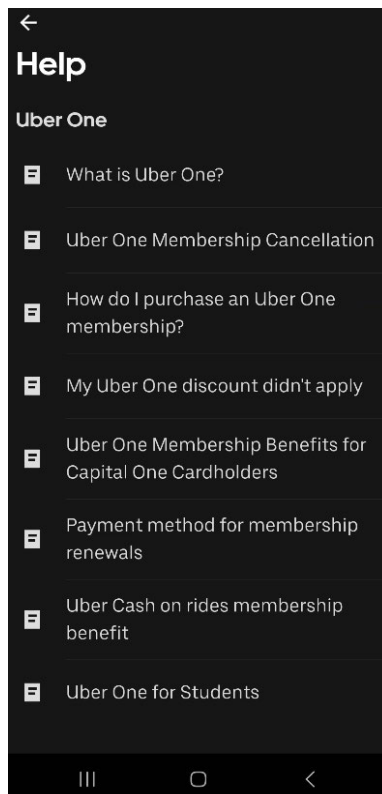 Help
Uber One
What is Uber One?
Uber One Membership Cancellation
How do I purchase an Uber One
membership?
My Uber One discount didn't apply
Uber One Membership Benefits for
Capital One Cardholders
Payment method for membership
renewals
Uber Cash on rides membership
benefit
Uber One for Students